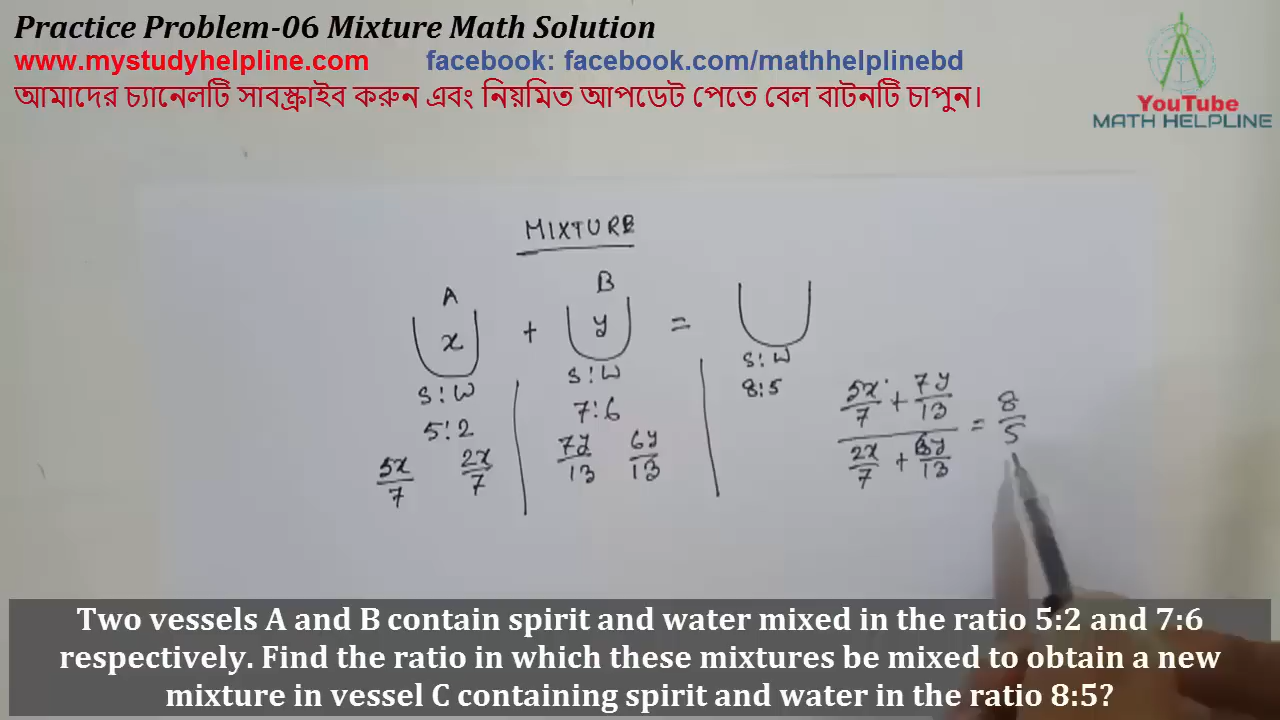 Practice Problem-06 Mixture Math Solution
www.mystudyhelpline.com facebook: facebook.com/mathhelplinebd
আমাদের চ্যানেলটি সাবস্ক্রাইব করুন এবং নিয়মিত আপডেট পেতে বেল বাটনটি চাপুন।
YouTube
MATH HELPLINE
MIXTURE
A B
x + y =
S:W S:W S:W
5:2 7:6 8:5
5x/7 2x/7 7y/13 6y/13
5x/7 + 7y/13
2x/7 + 6y/13
= 8/5
Two vessels A and B contain spirit and water mixed in the ratio 5:2 and 7:6
respectively. Find the ratio in which these mixtures be mixed to obtain a new
mixture in vessel C containing spirit and water in the ratio 8:5?